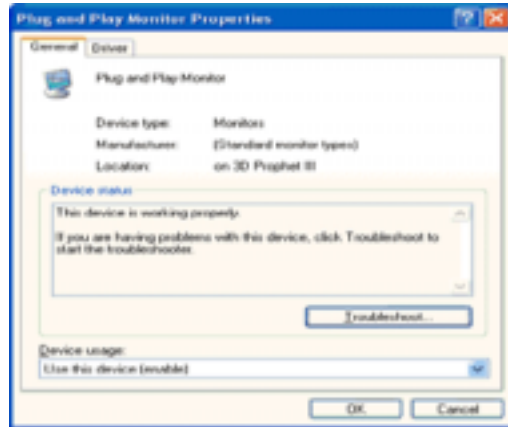 Plug and Play Monitor Properties
General Driver
Plug and Play Monitor
Device type: Monitors
Manufacturer: (Standard monitor types)
Location: on 3D Prophet III
Device status
This device is working properly.
If you are having problems with this device, click Troubleshoot to
start the troubleshooter.
Troubleshoot...
Device usage:
Use this device (enable)
OK Cancel